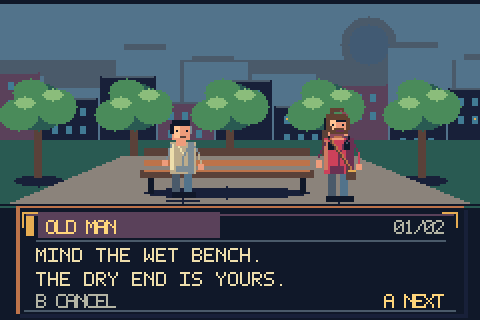 OLD MAN 01/02
MIND THE WET BENCH.
THE DRY END IS YOURS.
B CANCEL A NEXT